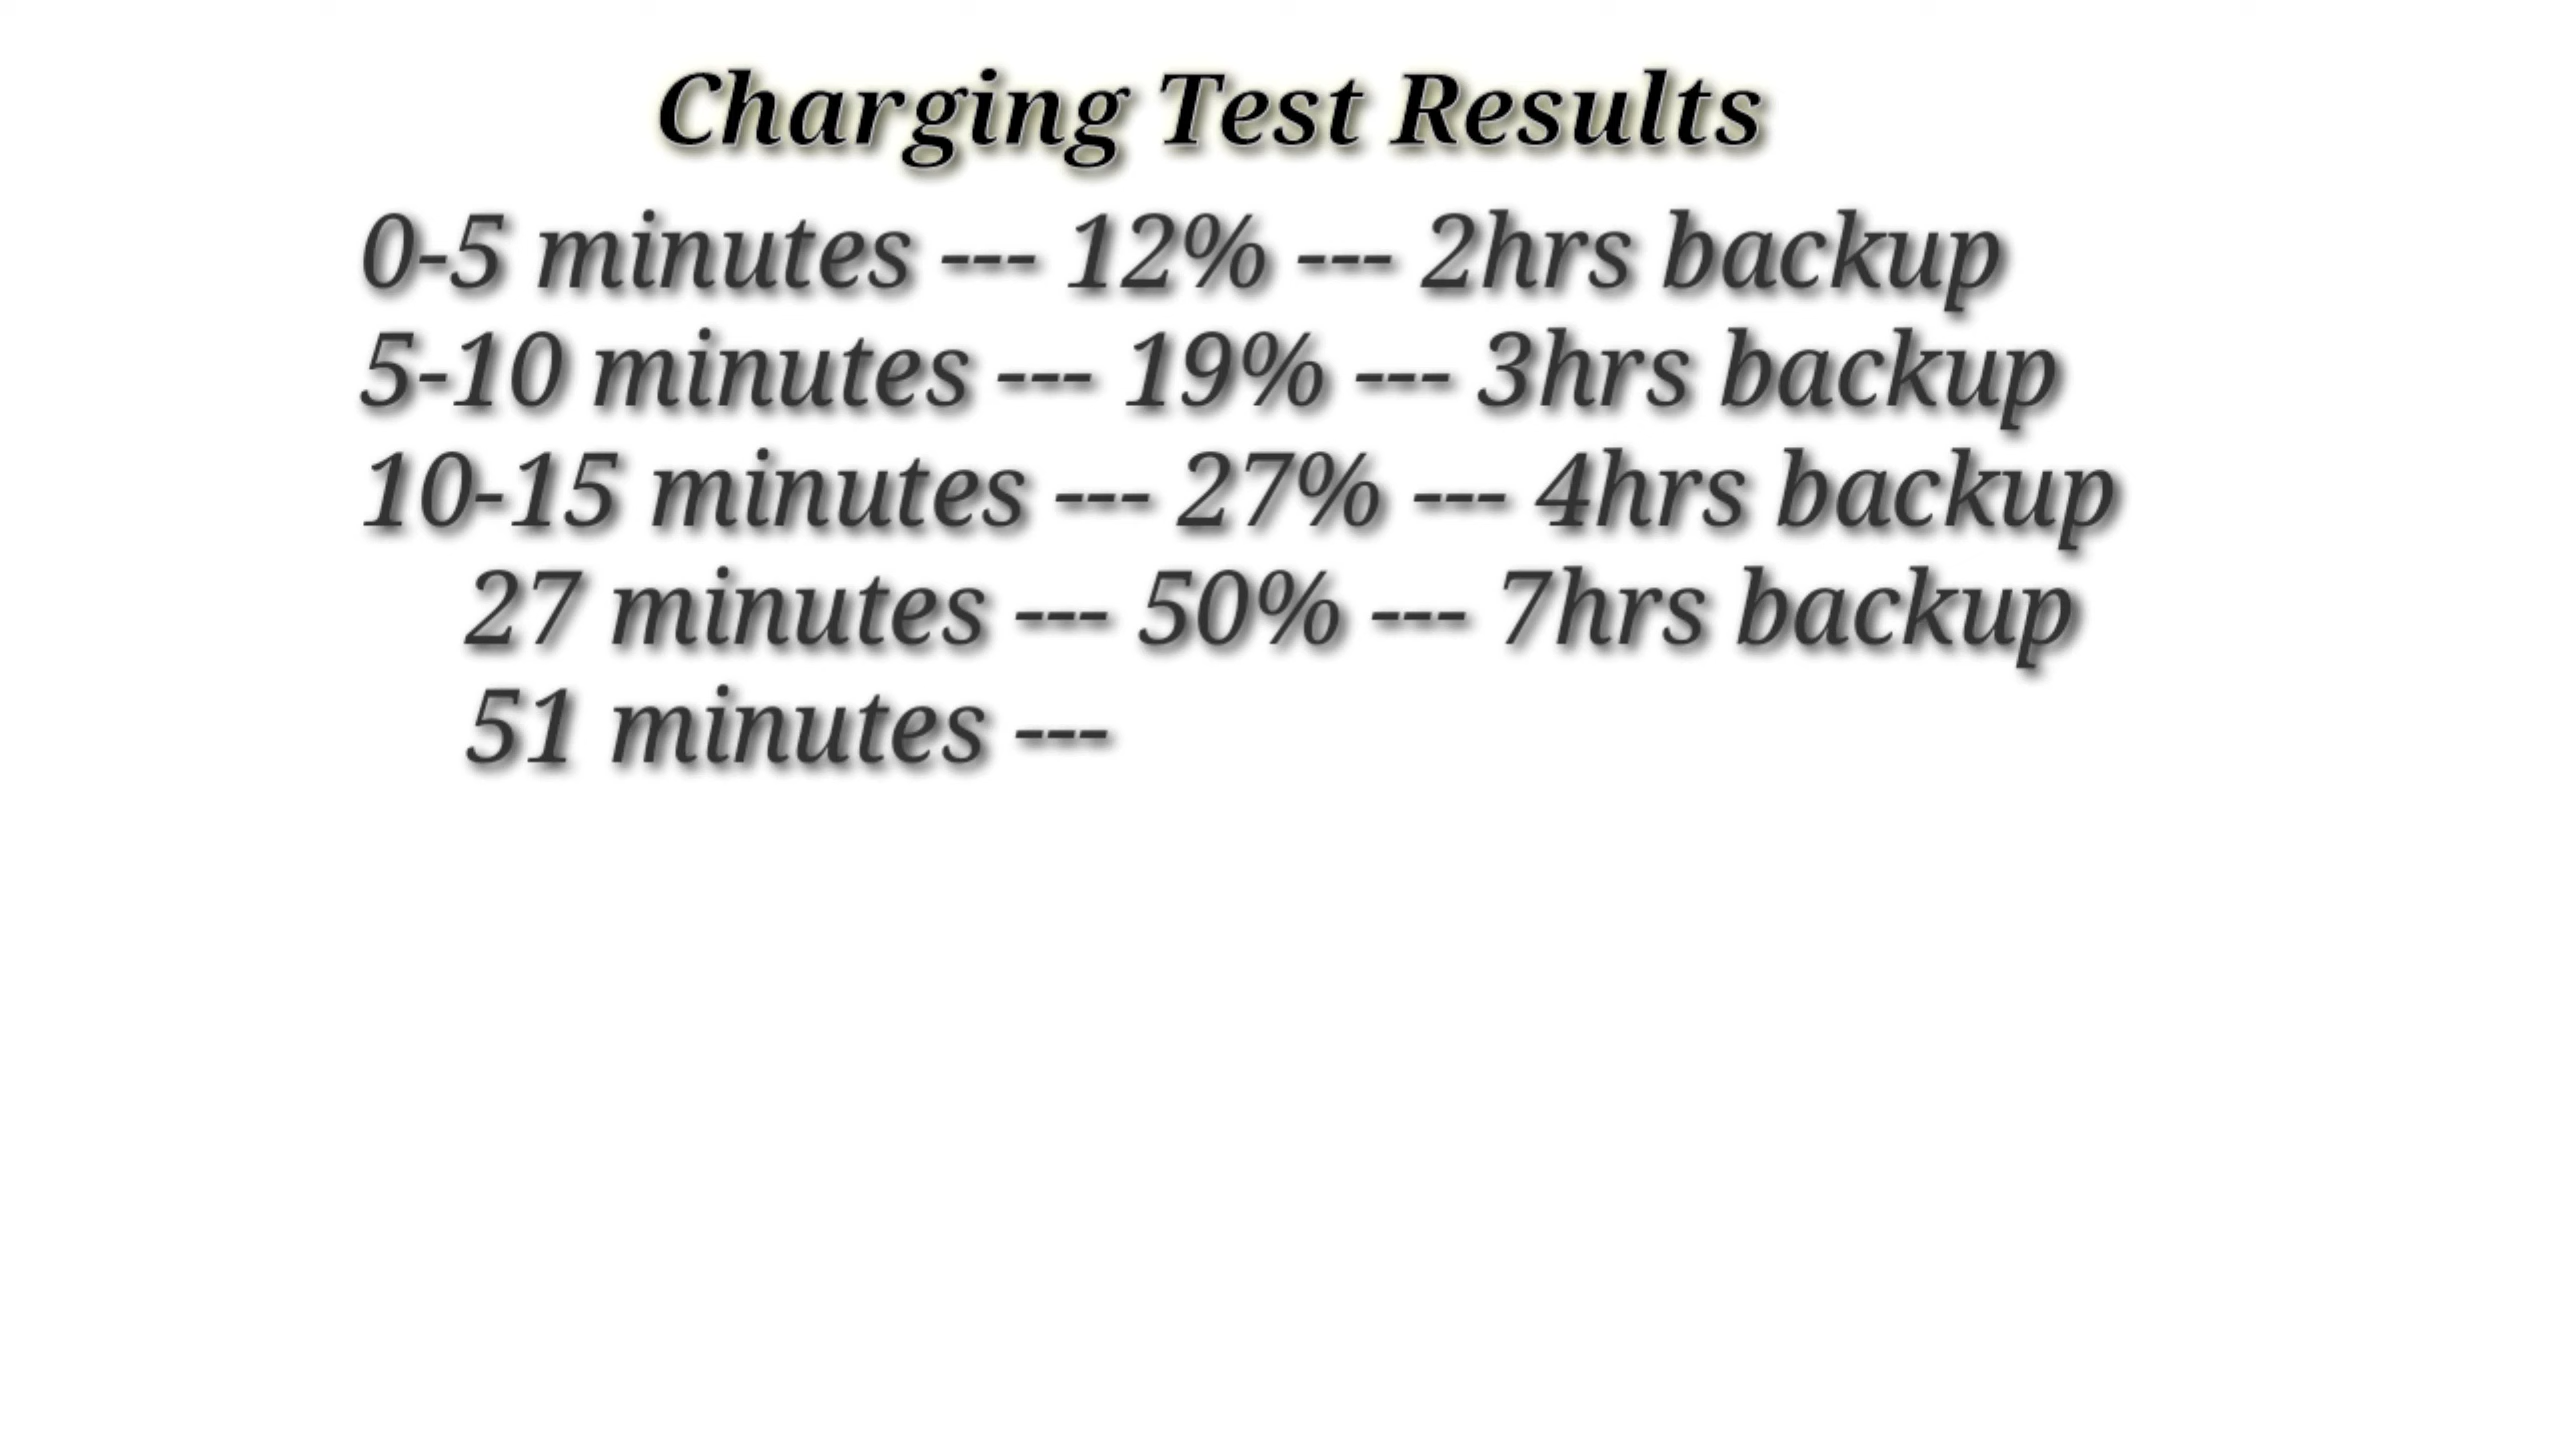 Charging Test Results
0-5 minutes --- 12% --- 2hrs backup
5-10 minutes --- 19% --- 3hrs backup
10-15 minutes --- 27% --- 4hrs backup
27 minutes --- 50% --- 7hrs backup
51 minutes ---